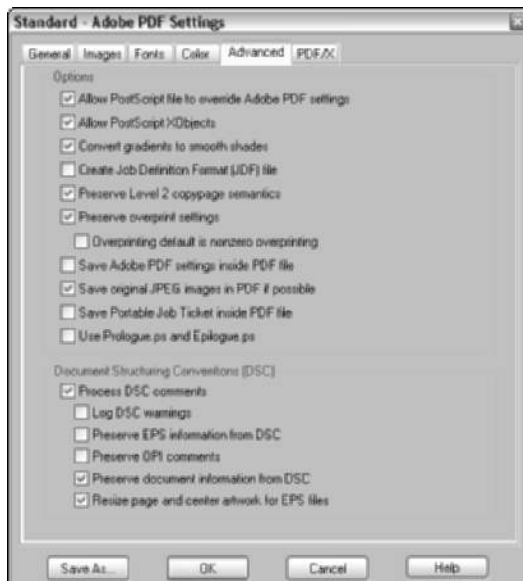 Standard - Adobe PDF Settings
General Images Fonts Color Advanced PDF/X
Options
Allow PostScript file to override Adobe PDF settings
Allow PostScript XObjects
Convert gradients to smooth shades
Create Job Definition Format (JDF) file
Preserve Level 2 copypage semantics
Preserve overprint settings
Overprinting default is nonzero overprinting
Save Adobe PDF settings inside PDF file
Save original JPEG images in PDF if possible
Save Portable Job Ticket inside PDF file
Use Prologue.ps and Epilogue.ps
Document Structuring Conventions (DSC)
Process DSC comments
Log DSC warnings
Preserve EPS information from DSC
Preserve OPI comments
Preserve document information from DSC
Resize page and center artwork for EPS files
Save As... OK Cancel Help